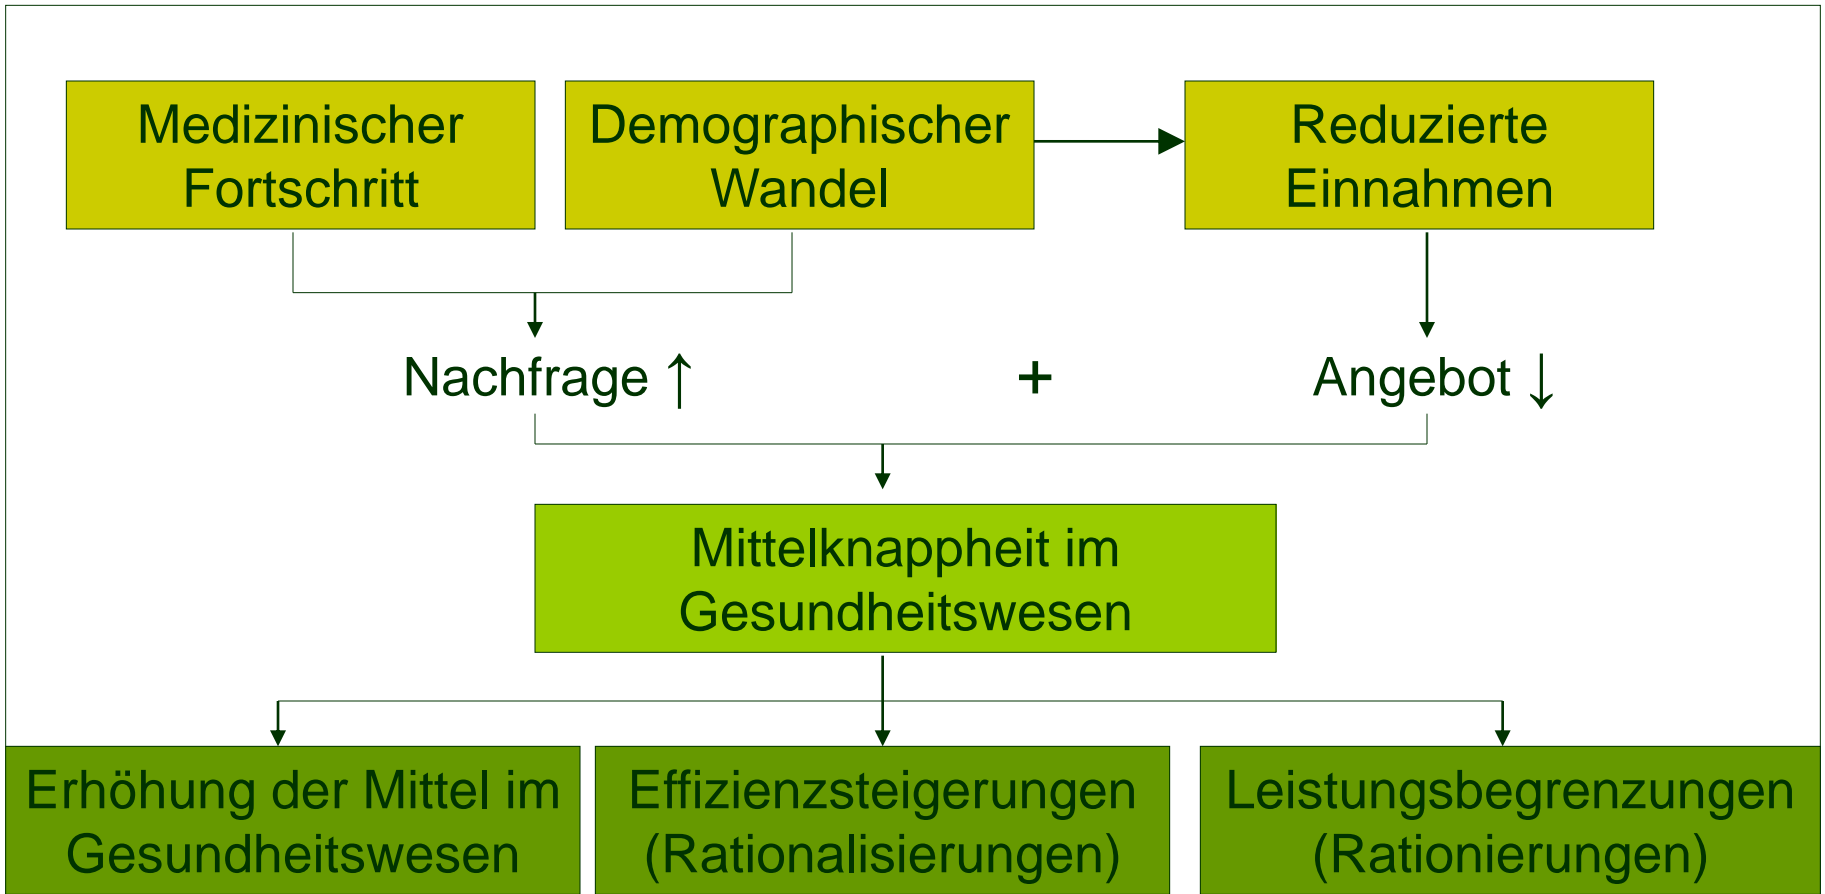 Medizinischer
Fortschritt
Demographischer
Wandel
Reduzierte
Einnahmen
Nachfrage ↑
+
Angebot ↓
Mittelknappheit im
Gesundheitswesen
Erhöhung der Mittel im
Gesundheitswesen
Effizienzsteigerungen
(Rationalisierungen)
Leistungsbegrenzungen
(Rationierungen)